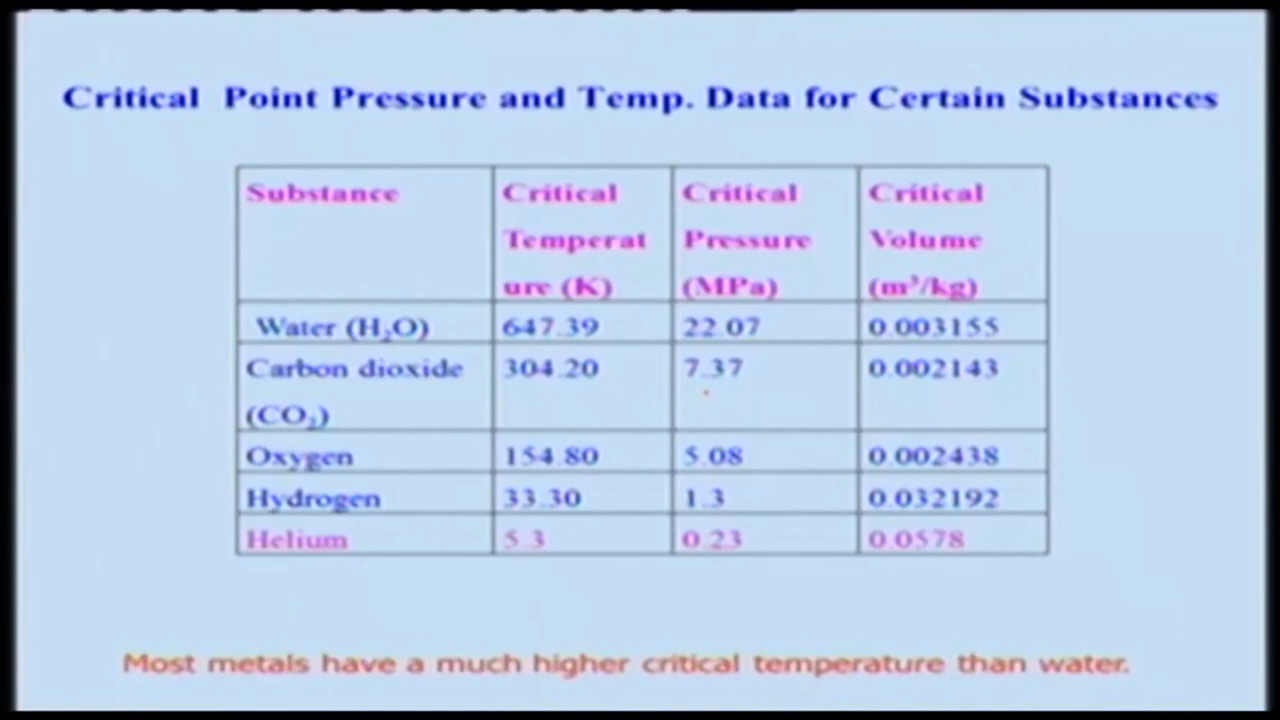 Critical Point Pressure and Temp. Data for Certain Substances
Substance Critical Critical Critical
Temperat Pressure Volume
ure (K) (MPa) (m³/kg)
Water (H₂O) 647.39 22.07 0.003155
Carbon dioxide 304.20 7.37 0.002143
(CO₂)
Oxygen 154.80 5.08 0.002438
Hydrogen 33.30 1.3 0.032192
Helium 5.3 0.23 0.0578
Most metals have a much higher critical temperature than water.